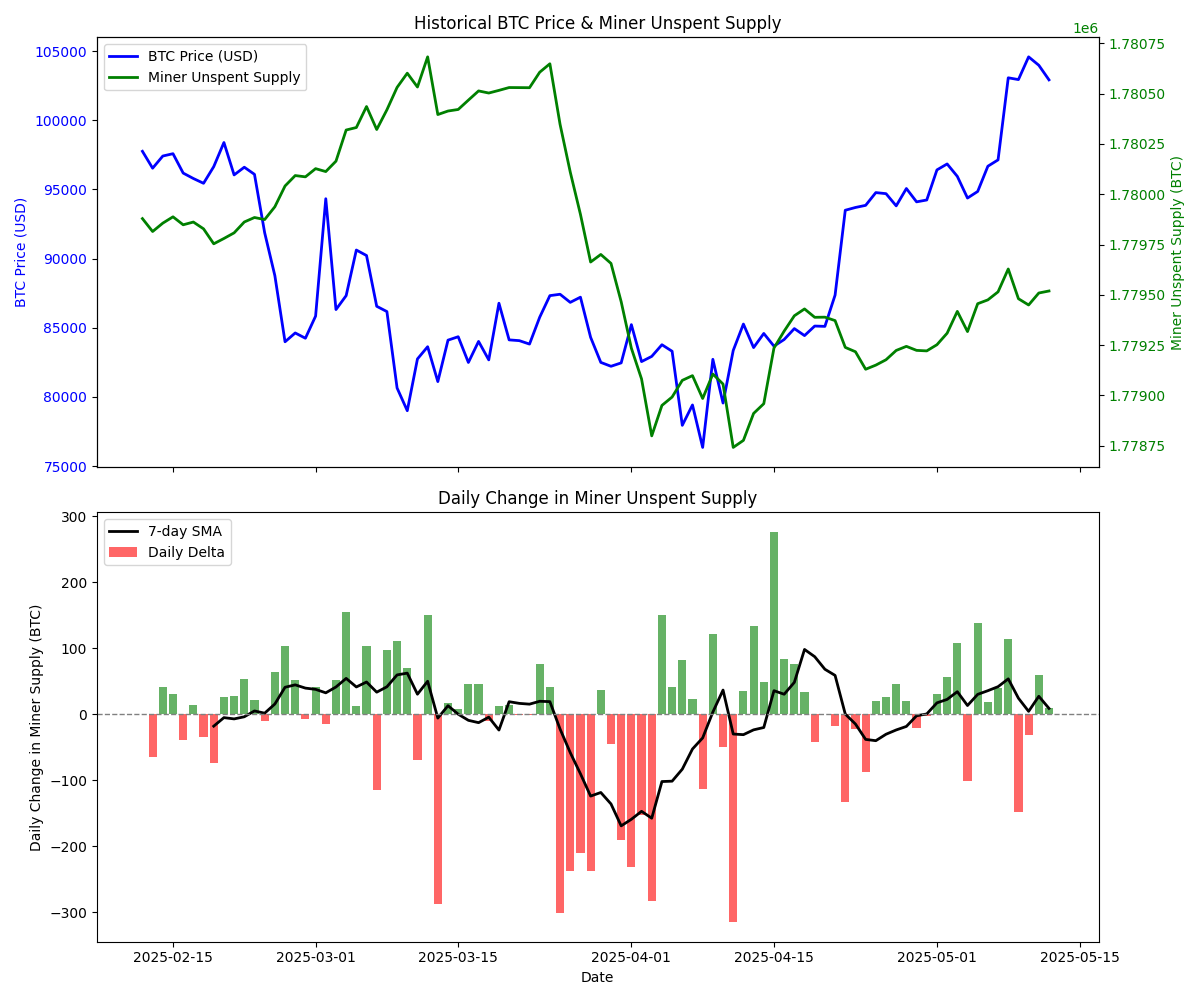 Historical BTC Price & Miner Unspent Supply
1e6
BTC Price (USD)
Miner Unspent Supply
105000
100000
95000
90000
85000
80000
75000
BTC Price (USD)
1.78075
1.78050
1.78025
1.78000
1.77975
1.77950
1.77925
1.77900
1.77875
Miner Unspent Supply (BTC)
Daily Change in Miner Unspent Supply
7-day SMA
Daily Delta
300
200
100
0
−100
−200
−300
Daily Change in Miner Supply (BTC)
2025-02-15
2025-03-01
2025-03-15
2025-04-01
2025-04-15
2025-05-01
2025-05-15
Date